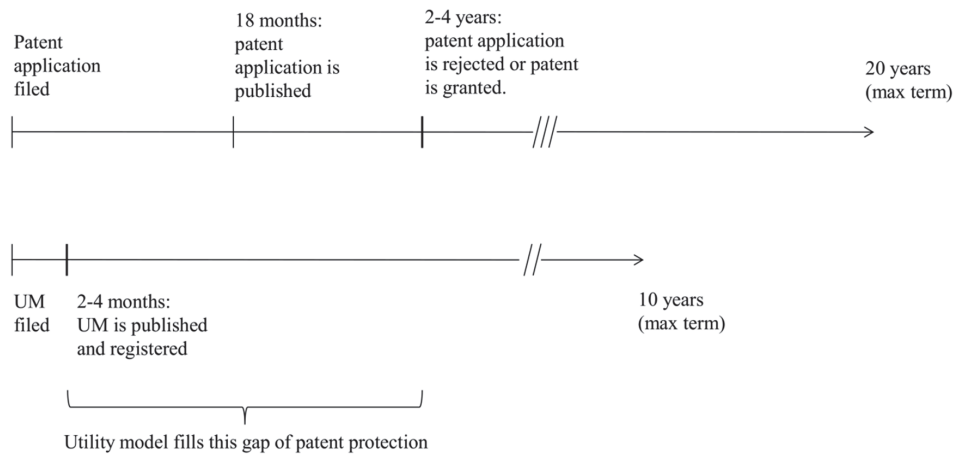 Patent
application
filed
18 months:
patent
application is
published
2-4 years:
patent application
is rejected or patent
is granted.
20 years
(max term)
UM
filed
2-4 months:
UM is published
and registered
10 years
(max term)
Utility model fills this gap of patent protection